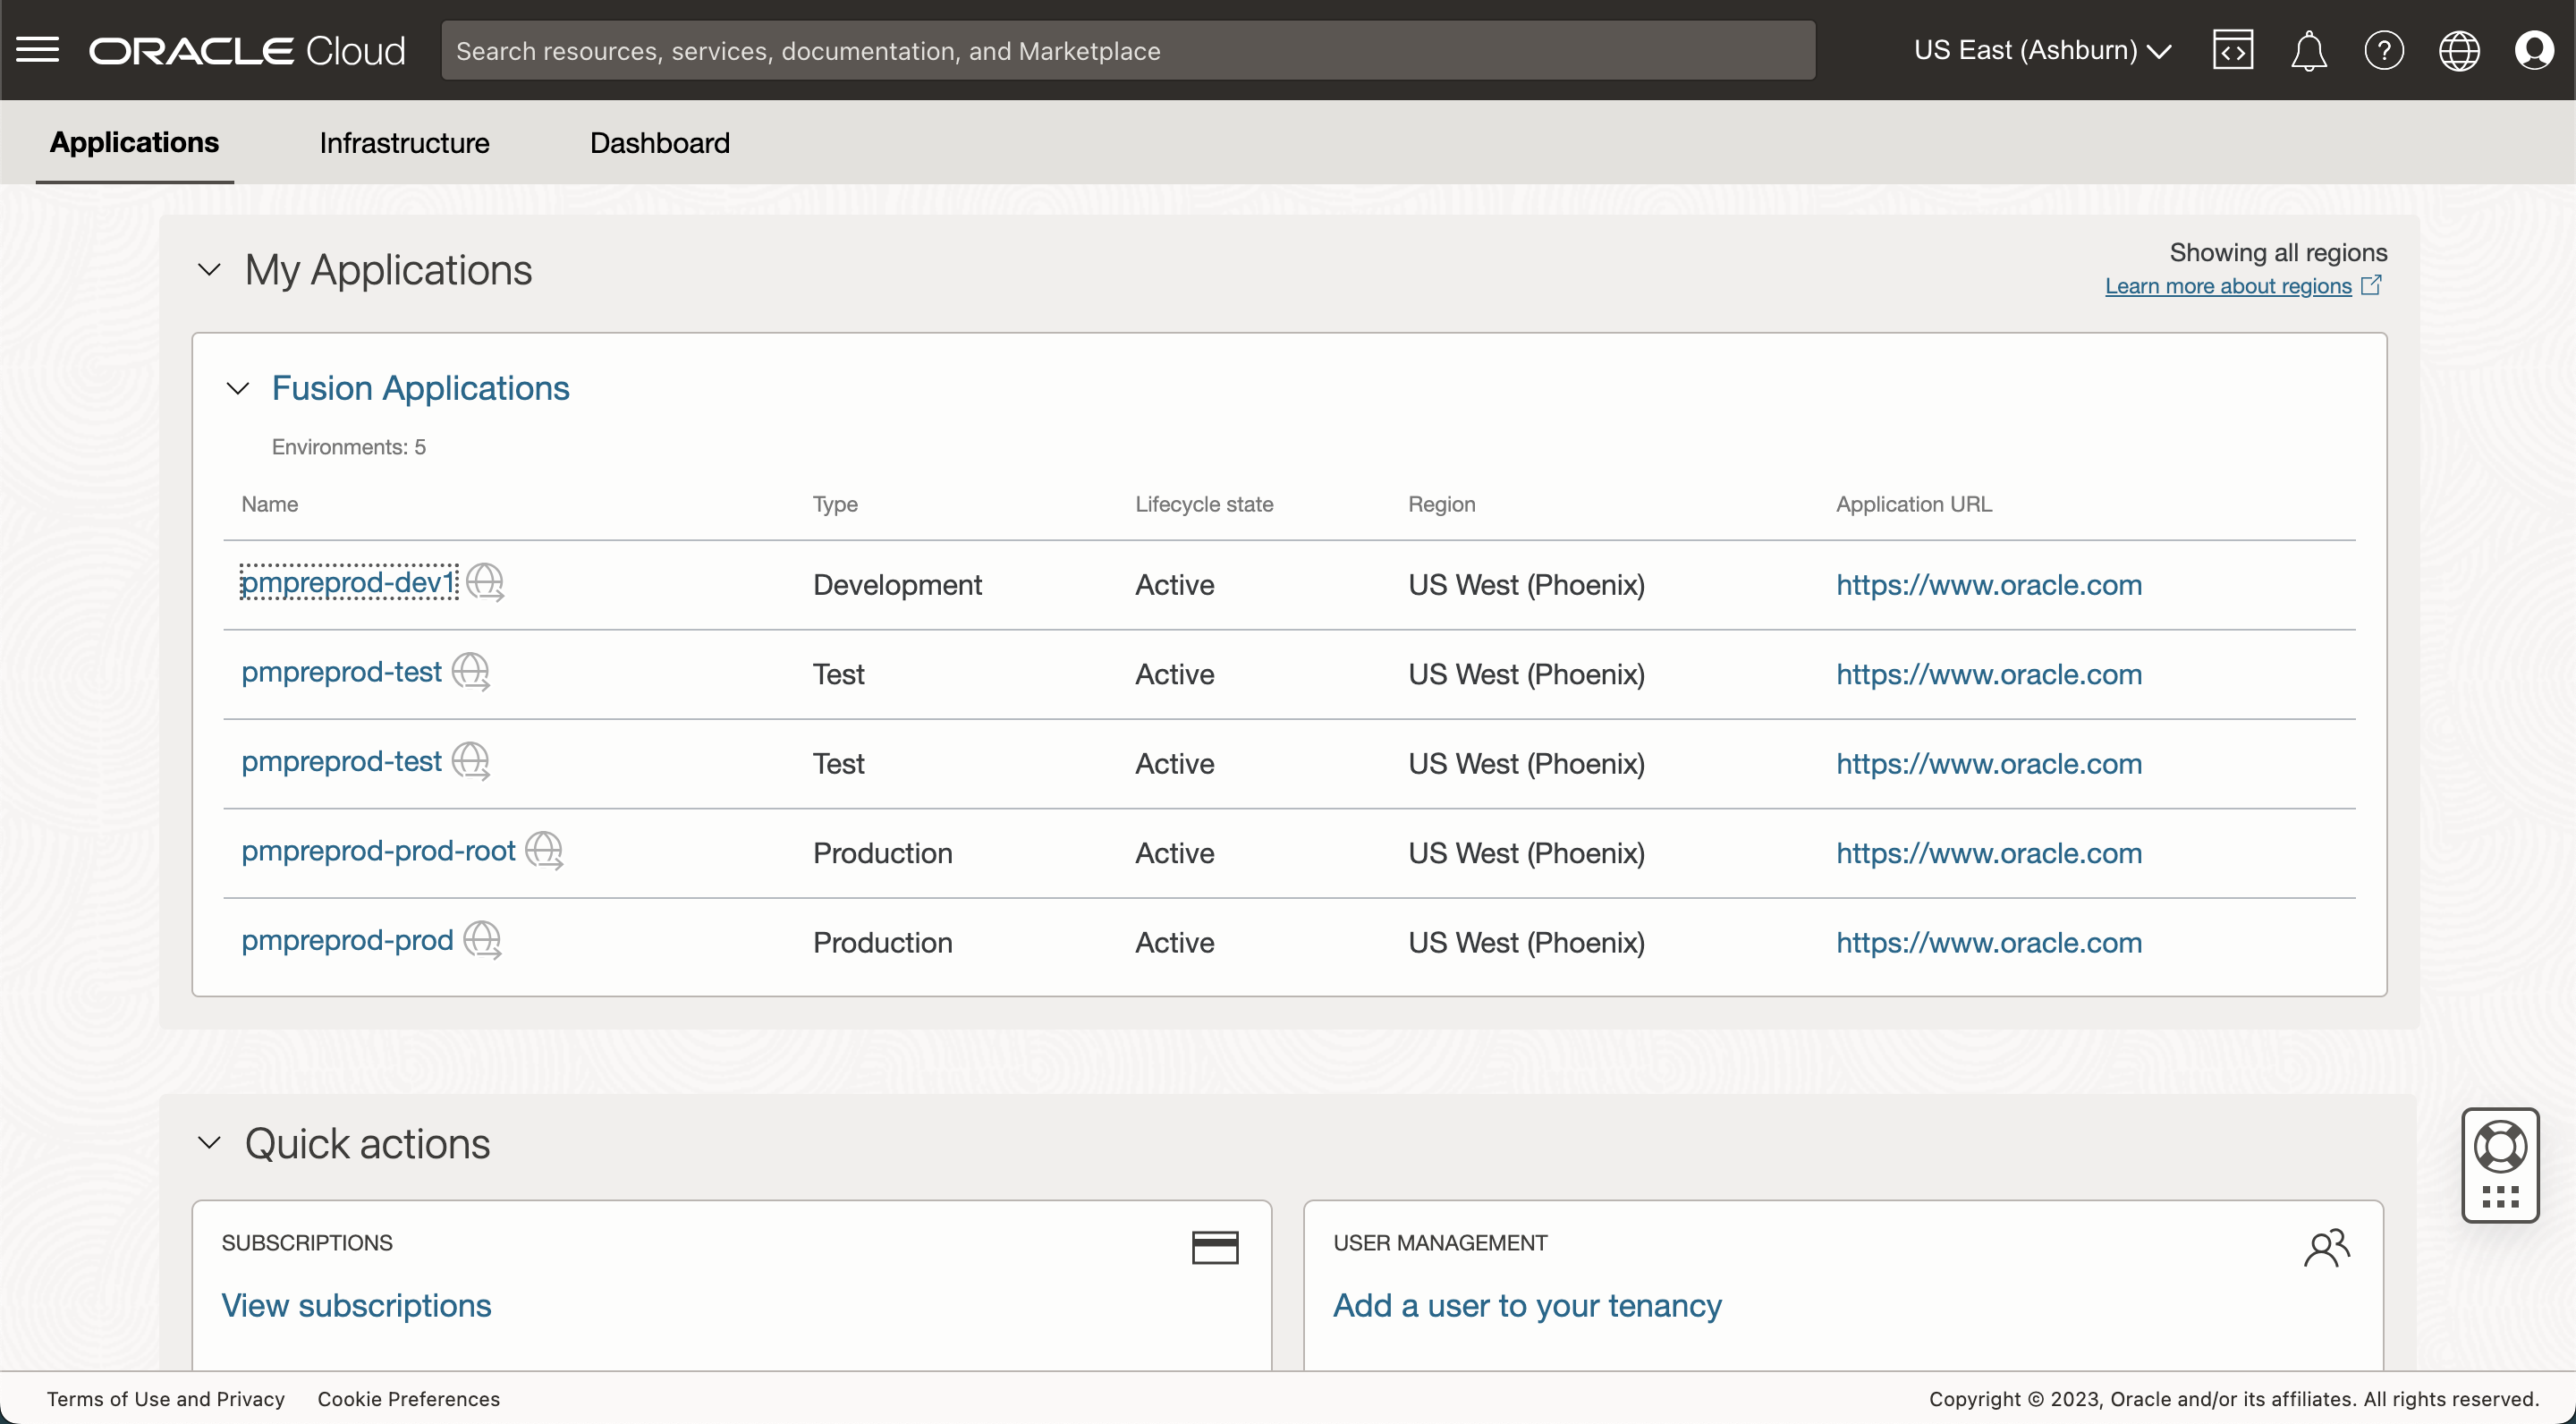 ORACLE Cloud
Search resources, services, documentation, and Marketplace
US East (Ashburn)
Applications Infrastructure Dashboard
My Applications
Showing all regions
Learn more about regions
Fusion Applications
Environments: 5
Name Type Lifecycle state Region Application URL
pmpreprod-dev1 Development Active US West (Phoenix) https://www.oracle.com
pmpreprod-test Test Active US West (Phoenix) https://www.oracle.com
pmpreprod-test Test Active US West (Phoenix) https://www.oracle.com
pmpreprod-prod-root Production Active US West (Phoenix) https://www.oracle.com
pmpreprod-prod Production Active US West (Phoenix) https://www.oracle.com
Quick actions
SUBSCRIPTIONS
View subscriptions
USER MANAGEMENT
Add a user to your tenancy
Terms of Use and Privacy Cookie Preferences
Copyright © 2023, Oracle and/or its affiliates. All rights reserved.